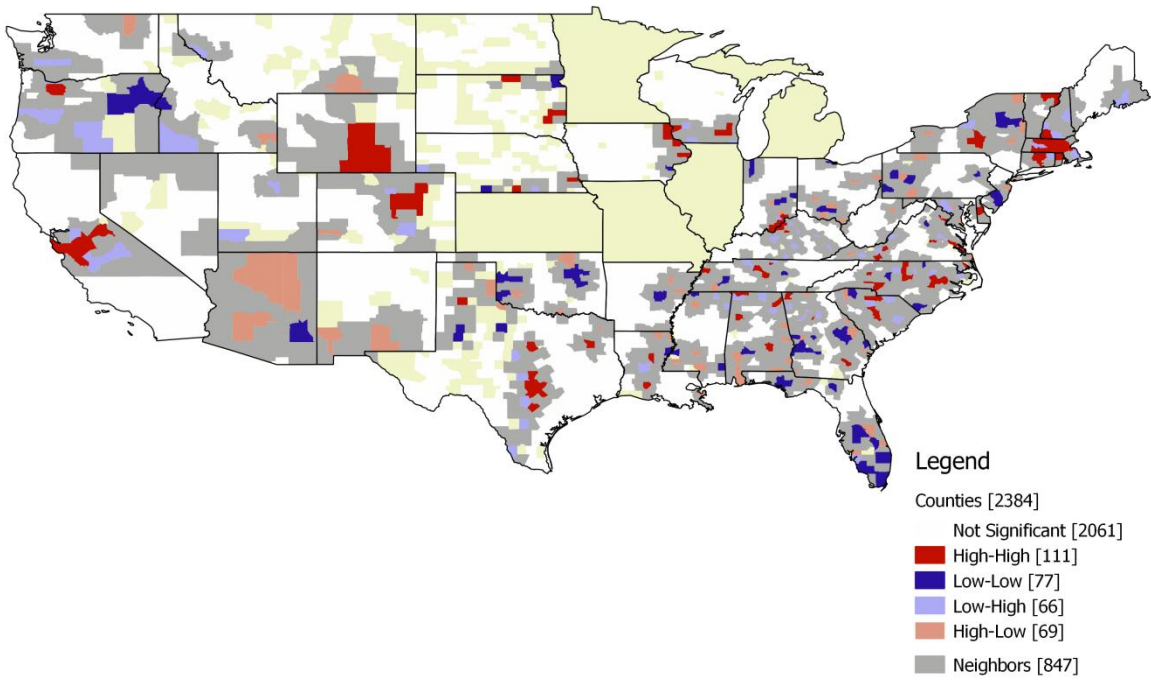 Legend
Counties [2384]
Not Significant [2061]
High-High [111]
Low-Low [77]
Low-High [66]
High-Low [69]
Neighbors [847]